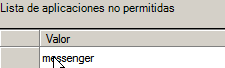 Lista de aplicaciones no permitidas
Valor
messenger